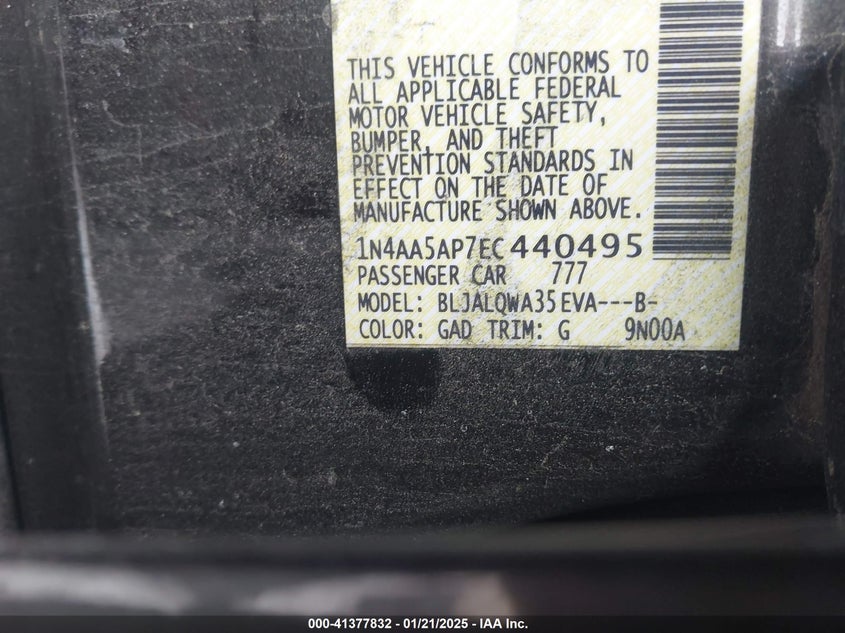 THIS VEHICLE CONFORMS TO
ALL APPLICABLE FEDERAL
MOTOR VEHICLE SAFETY,
BUMPER, AND THEFT
PREVENTION STANDARDS IN
EFFECT ON THE DATE OF
MANUFACTURE SHOWN ABOVE.
1N4AA5AP7EC440495
PASSENGER CAR 777
MODEL: BLJALQWA35EVA---B-
COLOR: GAD TRIM: G 9N00A
000-41377832 / 01/21/2025 - IAA Inc.